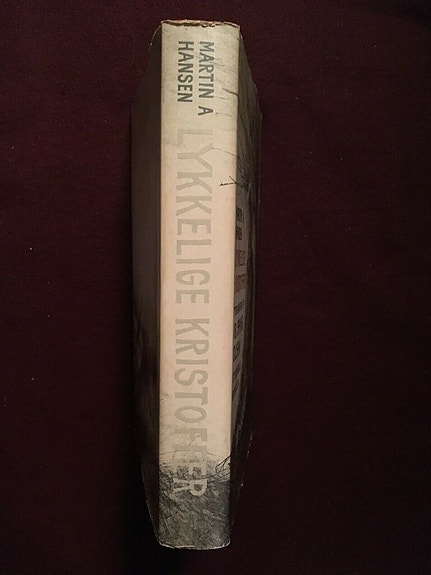 MARTIN A
HANSEN
LYKKELIGE KRISTOFFER